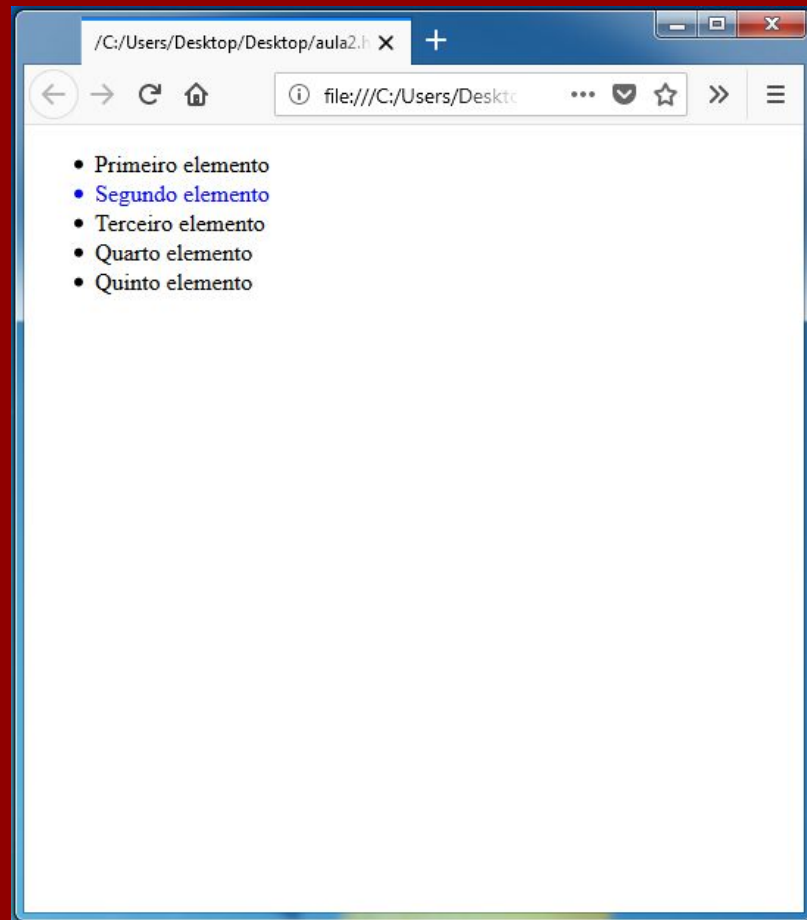 /C:/Users/Desktop/Desktop/aula2.h
file:///C:/Users/Deskto
Primeiro elemento
Segundo elemento
Terceiro elemento
Quarto elemento
Quinto elemento